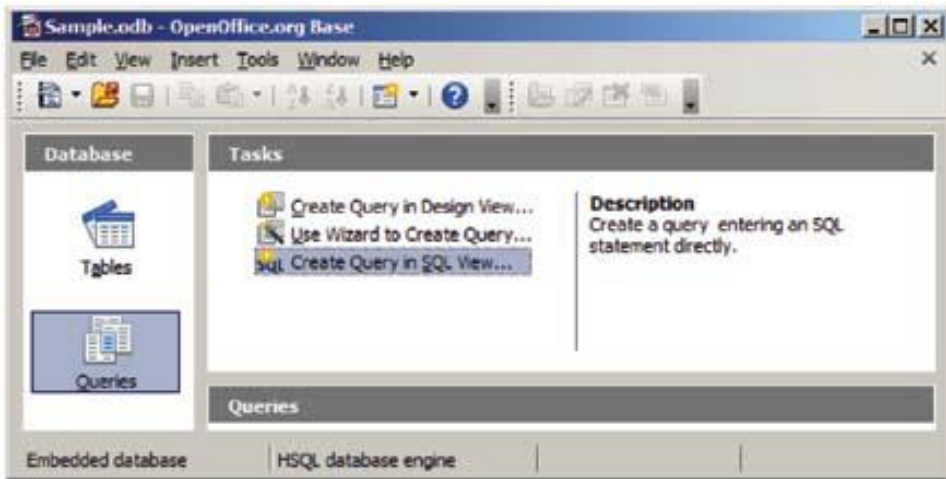 Sample.odb - OpenOffice.org Base
File Edit View Insert Tools Window Help
Database
Tables
Queries
Tasks
Create Query in Design View...
Use Wizard to Create Query...
SQL Create Query in SQL View...
Description
Create a query entering an SQL
statement directly.
Queries
Embedded database
HSQL database engine